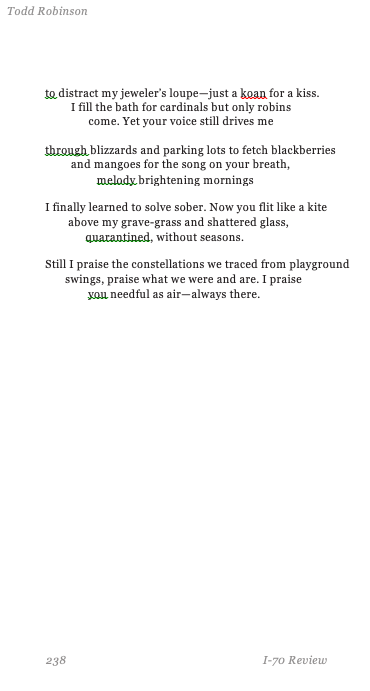 Todd Robinson
to distract my jeweler's loupe—just a koan for a kiss.
I fill the bath for cardinals but only robins
come. Yet your voice still drives me
through blizzards and parking lots to fetch blackberries
and mangoes for the song on your breath,
melody brightening mornings
I finally learned to solve sober. Now you flit like a kite
above my grave-grass and shattered glass,
quarantined, without seasons.
Still I praise the constellations we traced from playground
swings, praise what we were and are. I praise
you needful as air—always there.
238 I-70 Review